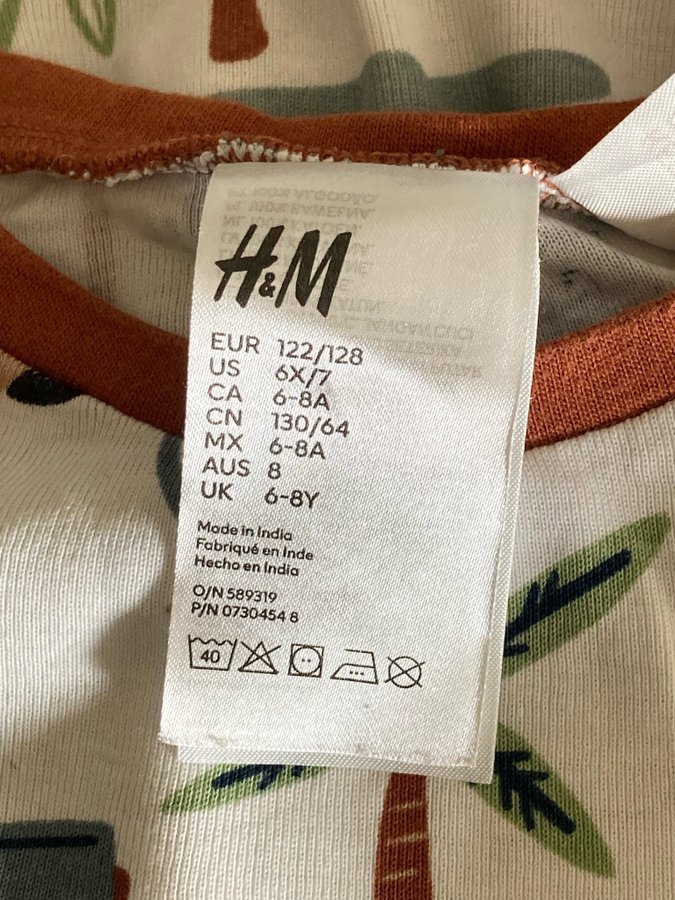 H&M
EUR 122/128
US 6X/7
CA 6-8A
CN 130/64
MX 6-8A
AUS 8
UK 6-8Y
Made in India
Fabriqué en Inde
Hecho en India
O/N 589319
P/N 0730454 8
40